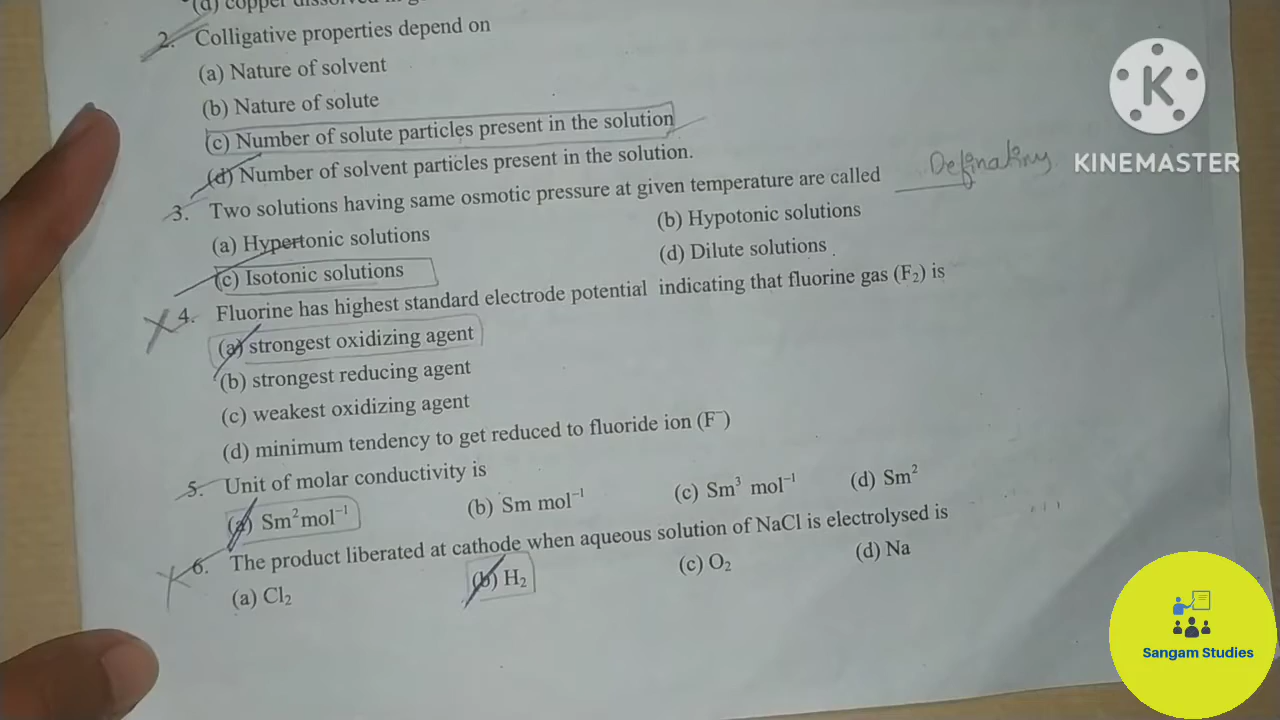 (d) copper dissolved in g
2. Colligative properties depend on
(a) Nature of solvent
(b) Nature of solute
(c) Number of solute particles present in the solution
(d) Number of solvent particles present in the solution.
3. Two solutions having same osmotic pressure at given temperature are called
(a) Hypertonic solutions (b) Hypotonic solutions
(c) Isotonic solutions (d) Dilute solutions
4. Fluorine has highest standard electrode potential indicating that fluorine gas (F₂) is
(a) strongest oxidizing agent
(b) strongest reducing agent
(c) weakest oxidizing agent
(d) minimum tendency to get reduced to fluoride ion (F⁻)
5. Unit of molar conductivity is
(a) Sm²mol⁻¹ (b) Sm mol⁻¹ (c) Sm³ mol⁻¹ (d) Sm²
6. The product liberated at cathode when aqueous solution of NaCl is electrolysed is
(a) Cl₂ (b) H₂ (c) O₂ (d) Na
K
KINEMASTER
Sangam Studies